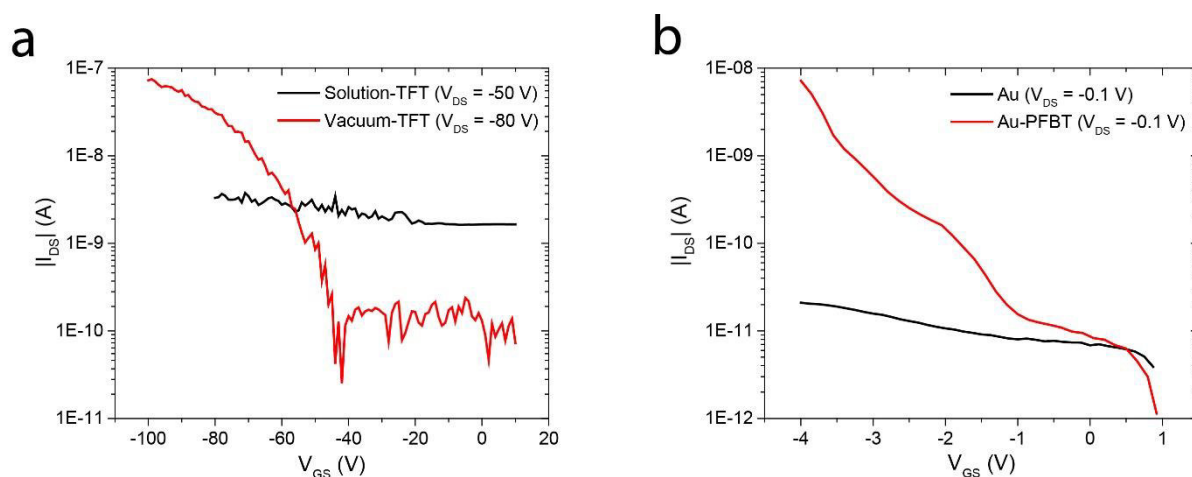 a
1E-7
1E-8
1E-9
1E-10
1E-11
|I_DS| (A)
Solution-TFT (V_DS = -50 V)
Vacuum-TFT (V_DS = -80 V)
-100 -80 -60 -40 -20 0 20
V_GS (V)
b
1E-08
1E-09
1E-10
1E-11
1E-12
|I_DS| (A)
Au (V_DS = -0.1 V)
Au-PFBT (V_DS = -0.1 V)
-4 -3 -2 -1 0 1
V_GS (V)